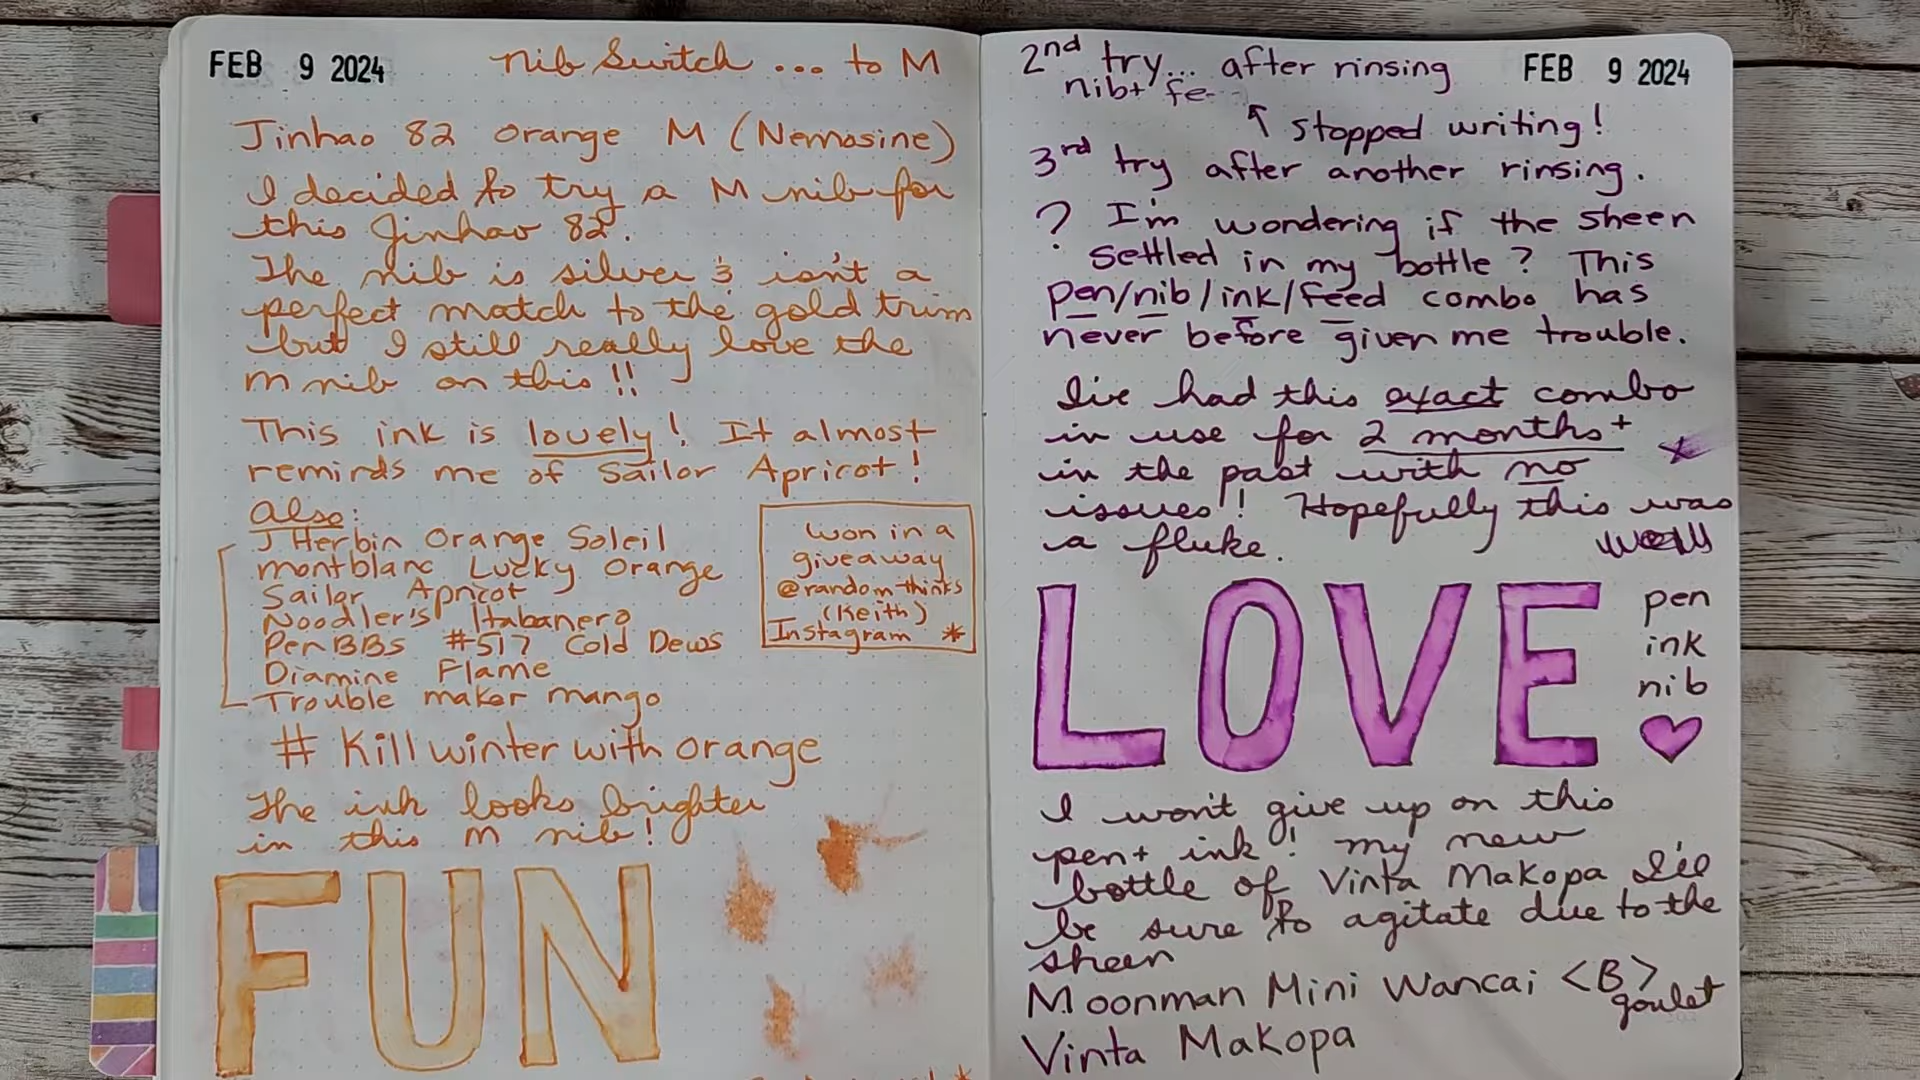 FEB 9 2024
Nib Switch ... to M
Jinhao 82 orange M (Nemosine)
I decided to try a M nib for
this Jinhao 82.
The nib is silver & isn't a
perfect match to the gold trim
but I still really love the
m nib on this!!
This ink is lovely! It almost
reminds me of Sailor Apricot!
Also:
J Herbin Orange Soleil
montblanc Lucky Orange
Sailor Apricot
Noodler's Habanero
PenBBs #517 Cold Dews
Diamine Flame
Trouble maker mango
won in a
giveaway
@random-thinks
(Keith)
Instagram *
# Kill winter with orange
The ink looks brighter
in this M nib!
FUN
2nd try... after rinsing
nib+ fe-
FEB 9 2024
↑ stopped writing!
3rd try after another rinsing.
? I'm wondering if the sheen
settled in my bottle? This
pen/nib/ink/feed combo has
never before given me trouble.
I've had this exact combo
in use for 2 months+
in the past with no
issues!! Hopefully this was
a fluke.
LOVE
pen
ink
nib
I won't give up on this
pen+ ink! my new
bottle of Vinta Makopa I'll
be sure to agitate due to the
sheen
Moonman Mini Wancai <B>
goulet
Vinta Makopa